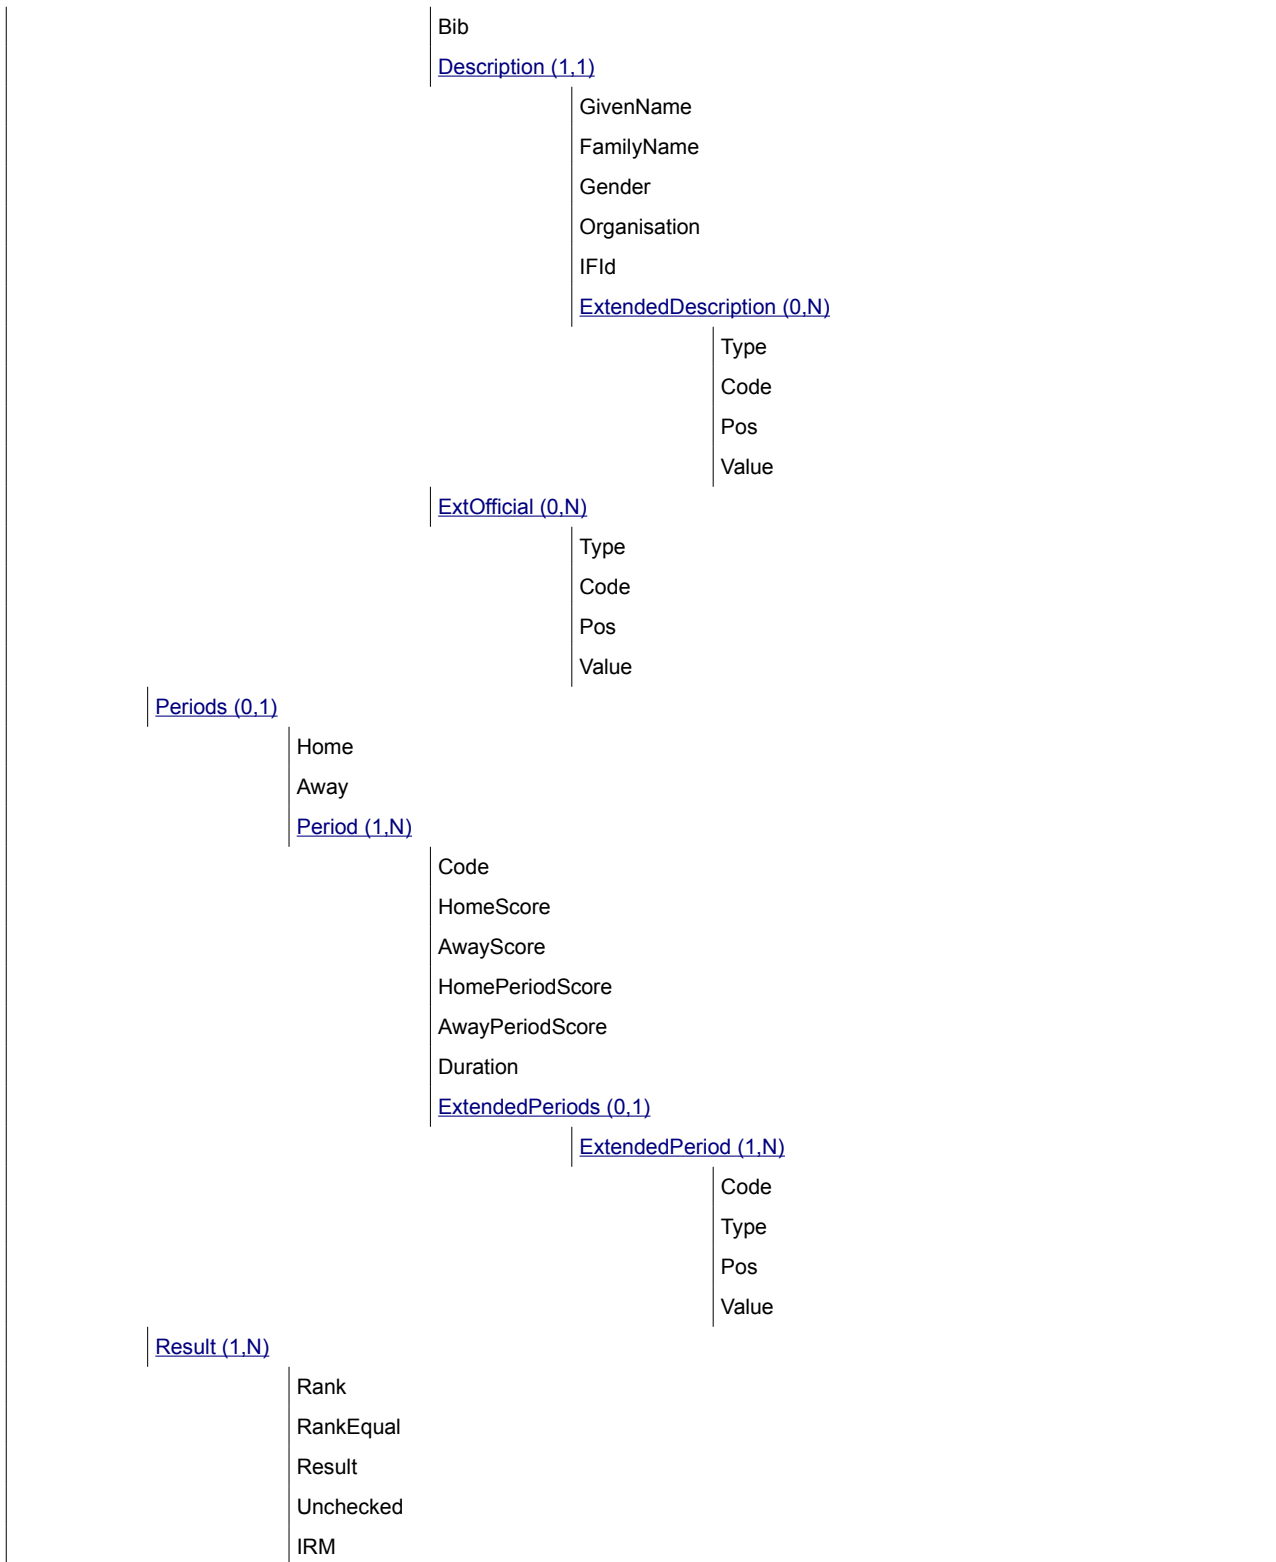 Bib
Description (1,1)
GivenName
FamilyName
Gender
Organisation
IFId
ExtendedDescription (0,N)
Type
Code
Pos
Value
ExtOfficial (0,N)
Type
Code
Pos
Value
Periods (0,1)
Home
Away
Period (1,N)
Code
HomeScore
AwayScore
HomePeriodScore
AwayPeriodScore
Duration
ExtendedPeriods (0,1)
ExtendedPeriod (1,N)
Code
Type
Pos
Value
Result (1,N)
Rank
RankEqual
Result
Unchecked
IRM